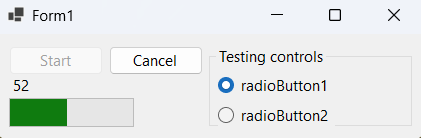 Form1
Start
Cancel
52
Testing controls
radioButton1
radioButton2